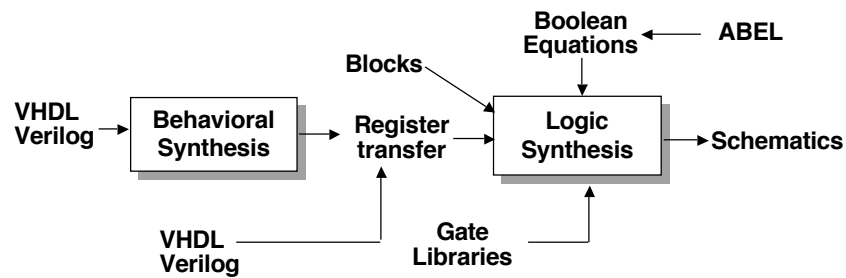 Boolean
Equations
ABEL
Blocks
VHDL
Verilog
Behavioral
Synthesis
Register
transfer
Logic
Synthesis
Schematics
VHDL
Verilog
Gate
Libraries